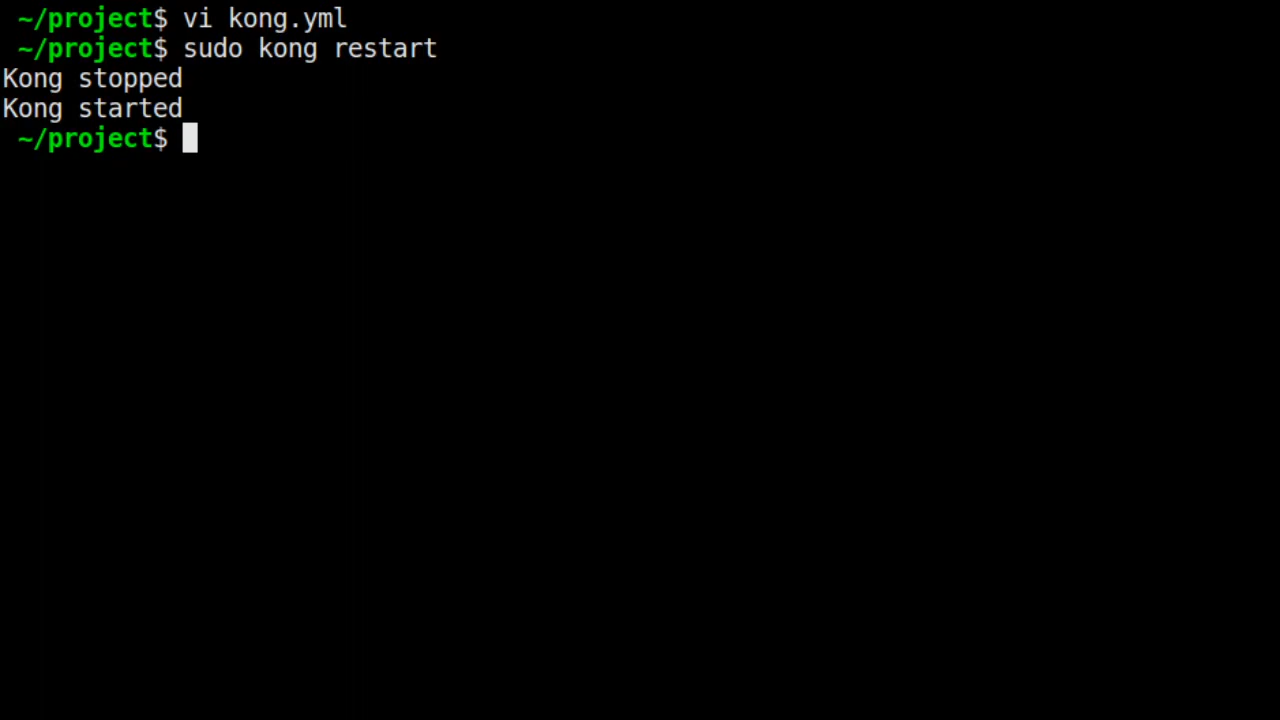 ~/project$ vi kong.yml
~/project$ sudo kong restart
Kong stopped
Kong started
~/project$